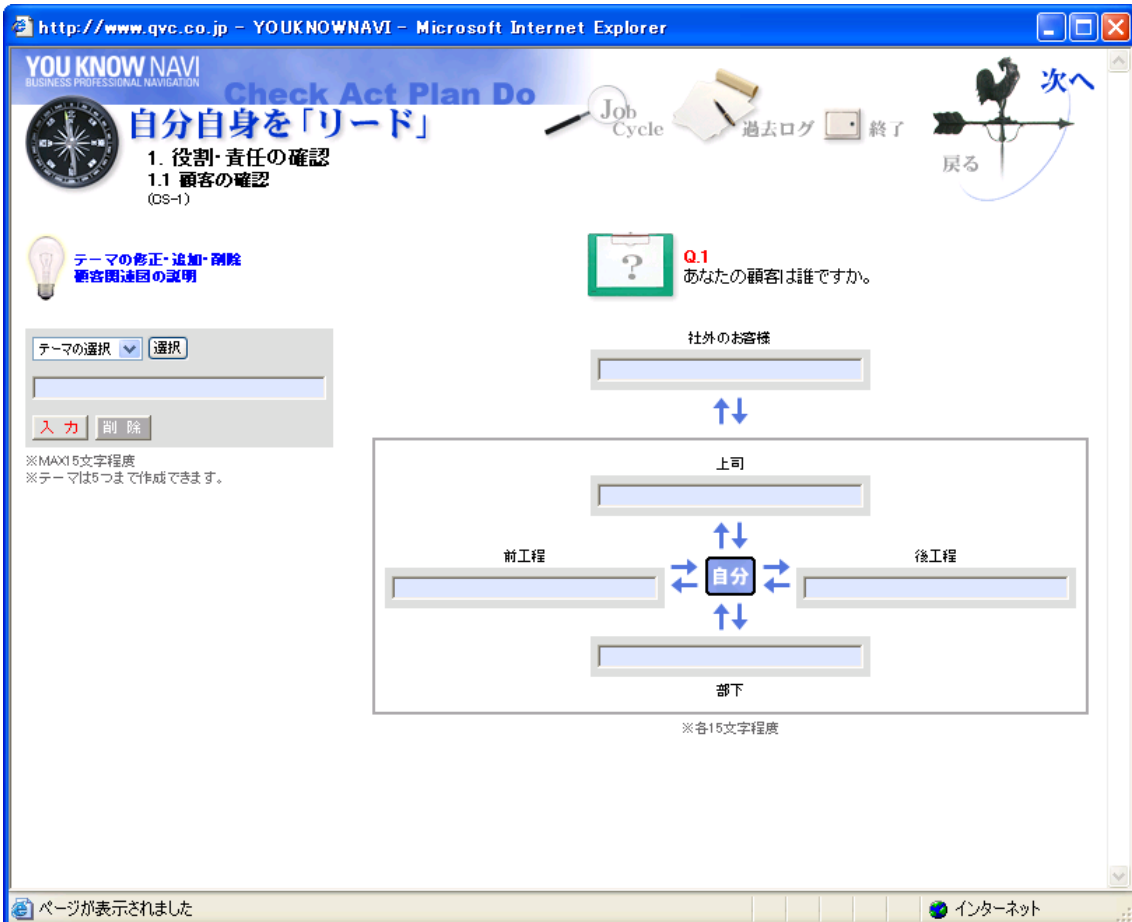 http://www.qvc.co.jp - YOUKNOWNAVI - Microsoft Internet Explorer
YOU KNOW NAVI
BUSINESS PROFESSIONAL NAVIGATION
Check Act Plan Do
自分自身を「リード」
1. 役割・責任の確認
1.1 顧客の確認
(CS-1)
Job
Cycle
過去ログ
終了
次へ
戻る
テーマの修正・追加・削除
顧客関連図の説明
?
Q.1
あなたの顧客は誰ですか。
テーマの選択
選択
入 力
削 除
※MAX15文字程度
※テーマは5つまで作成できます。
社外のお客様
上司
前工程
自分
後工程
部下
※各15文字程度
ページが表示されました
インターネット